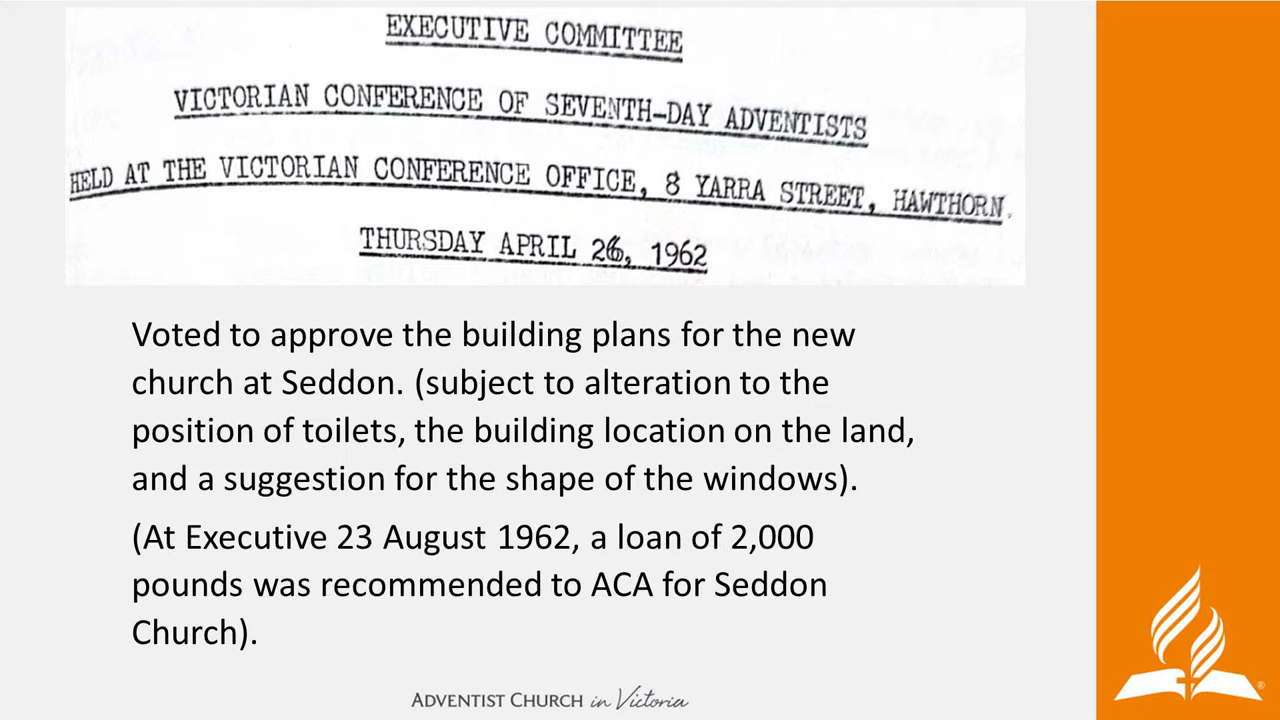 EXECUTIVE COMMITTEE
VICTORIAN CONFERENCE OF SEVENTH-DAY ADVENTISTS
HELD AT THE VICTORIAN CONFERENCE OFFICE, 8 YARRA STREET, HAWTHORN.
THURSDAY APRIL 26, 1962
Voted to approve the building plans for the new
church at Seddon. (subject to alteration to the
position of toilets, the building location on the land,
and a suggestion for the shape of the windows).
(At Executive 23 August 1962, a loan of 2,000
pounds was recommended to ACA for Seddon
Church).
ADVENTIST CHURCH in Victoria
®